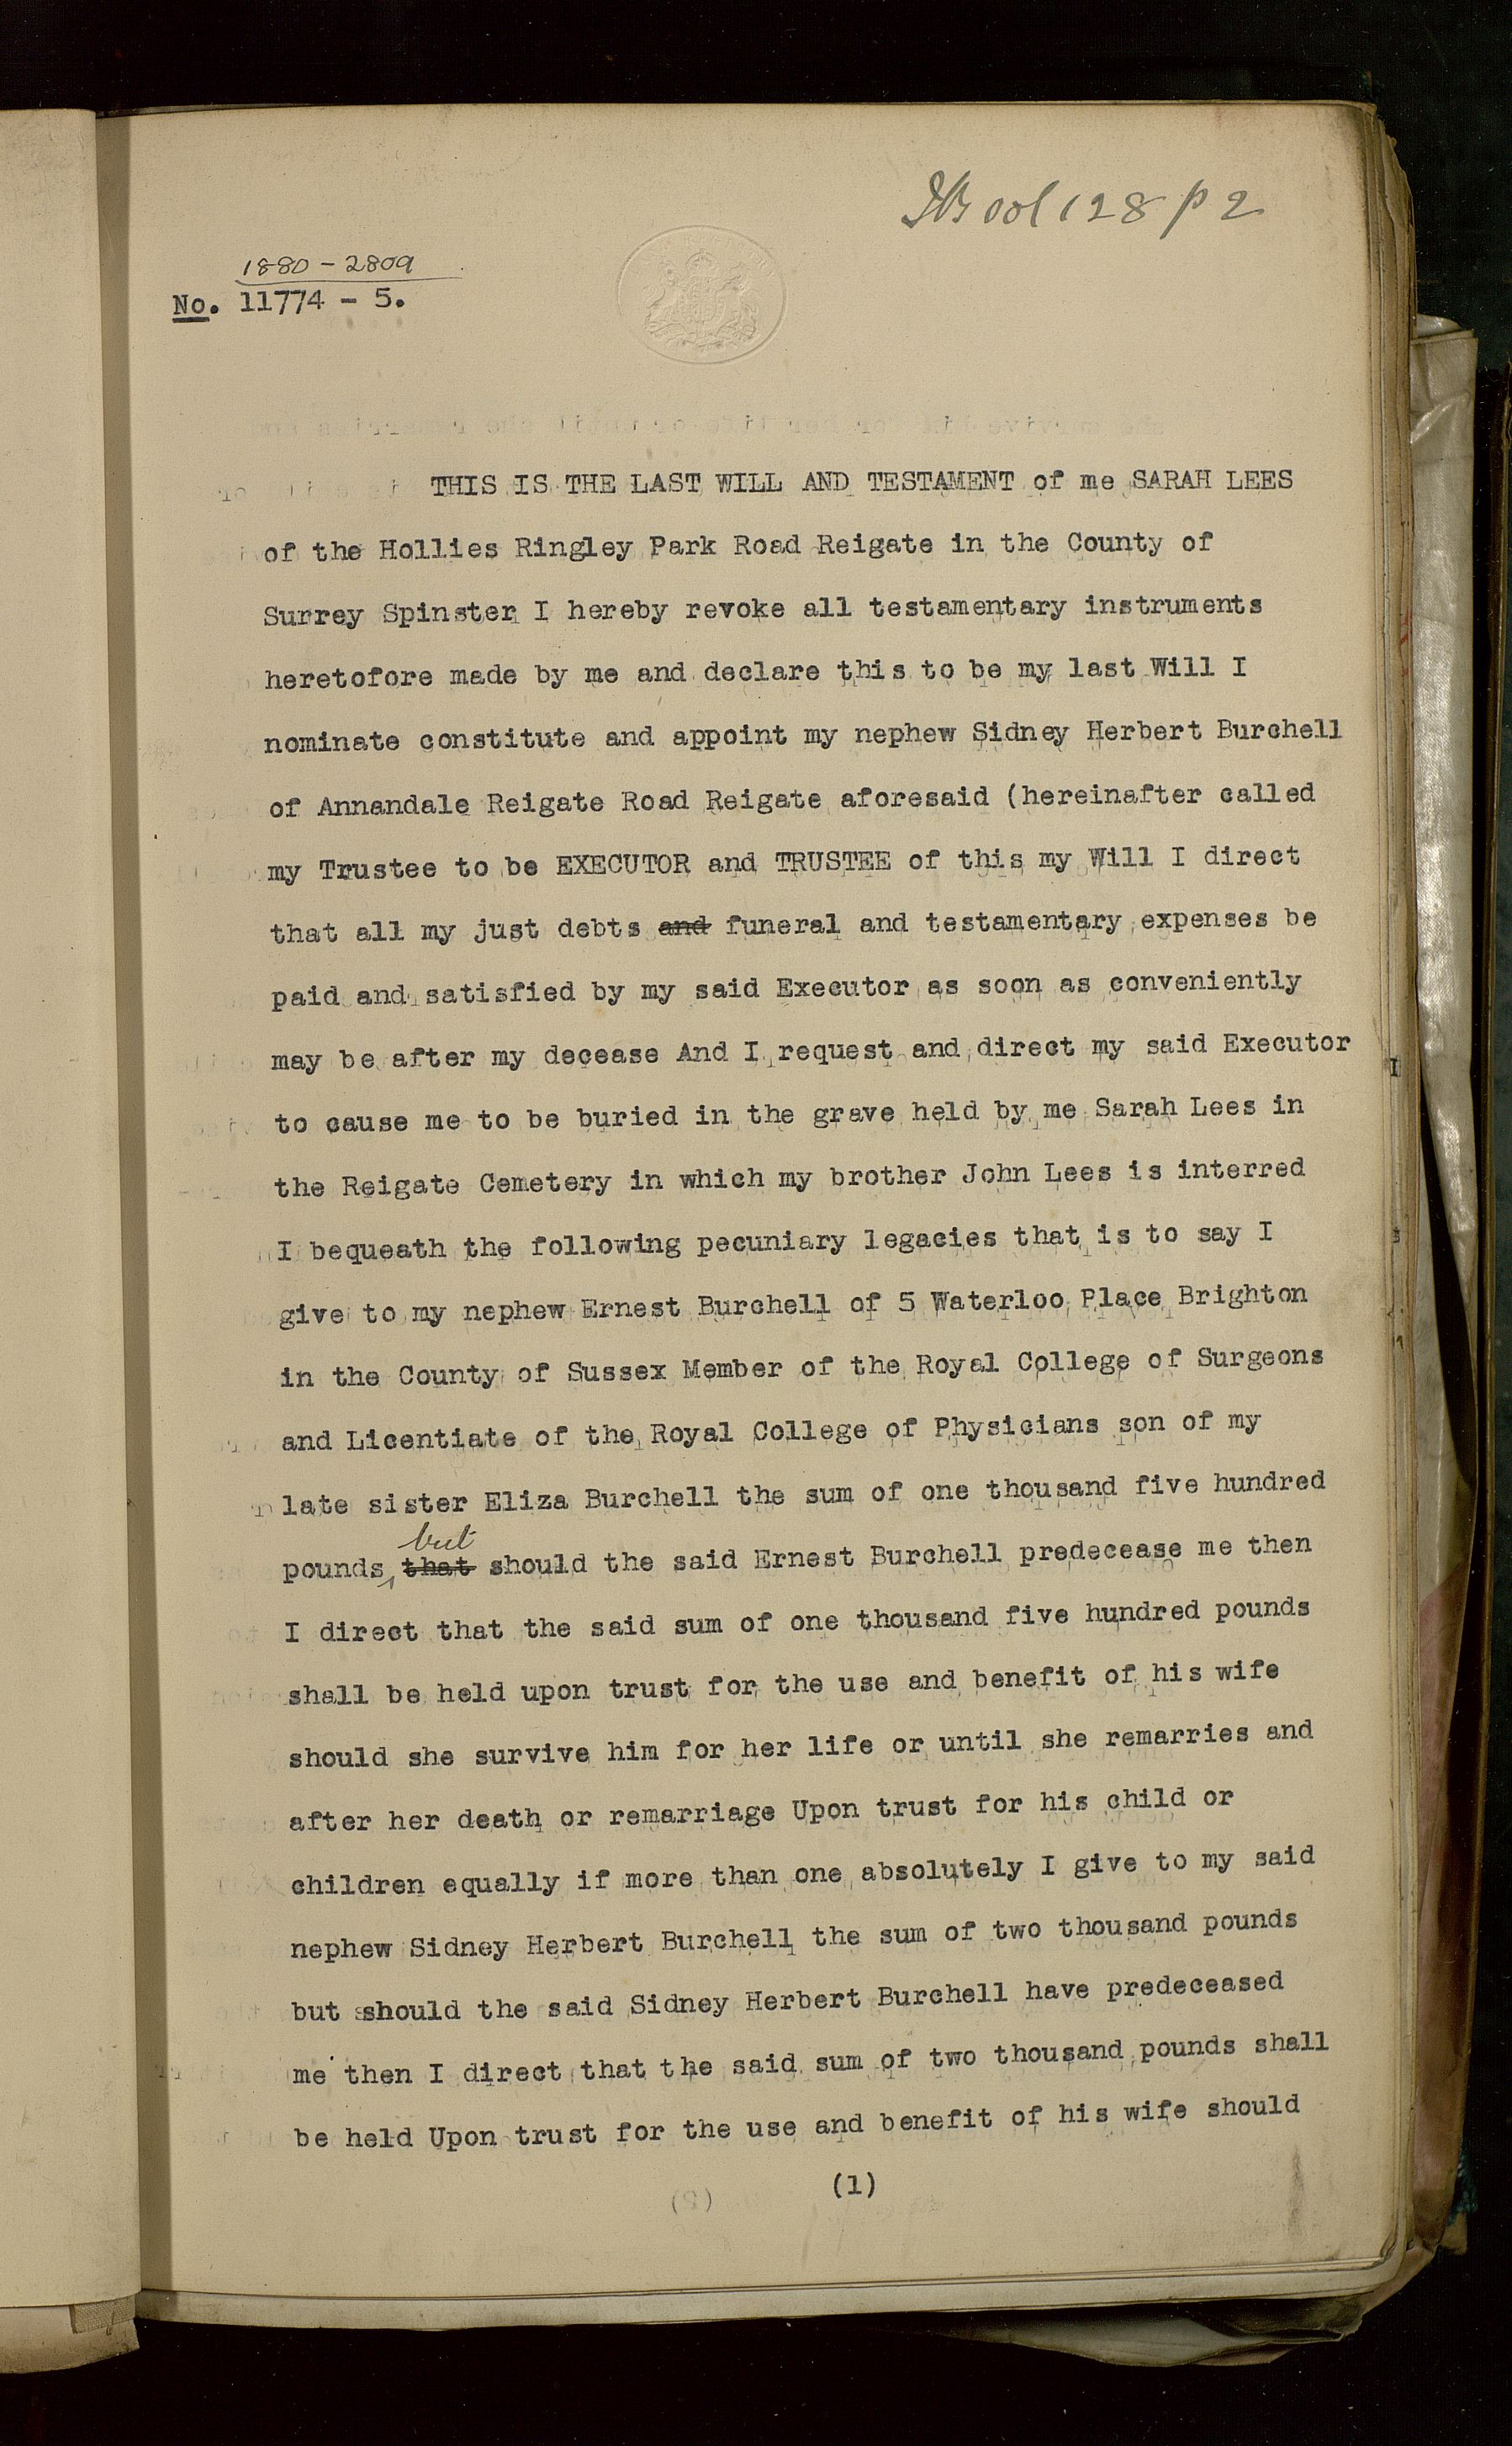 128 p 2
1880 - 2809
No. 11774 - 5.
THIS IS THE LAST WILL AND TESTAMENT of me SARAH LEES
of the Hollies Ringley Park Road Reigate in the County of
Surrey Spinster I hereby revoke all testamentary instruments
heretofore made by me and declare this to be my last Will I
nominate constitute and appoint my nephew Sidney Herbert Burchell
of Annandale Reigate Road Reigate aforesaid (hereinafter called
my Trustee to be EXECUTOR and TRUSTEE of this my Will I direct
that all my just debts and funeral and testamentary expenses be
paid and satisfied by my said Executor as soon as conveniently
may be after my decease And I request and direct my said Executor
to cause me to be buried in the grave held by me Sarah Lees in
the Reigate Cemetery in which my brother John Lees is interred
I bequeath the following pecuniary legacies that is to say I
give to my nephew Ernest Burchell of 5 Waterloo Place Brighton
in the County of Sussex Member of the Royal College of Surgeons
and Licentiate of the Royal College of Physicians son of my
late sister Eliza Burchell the sum of one thousand five hundred
but
pounds, that should the said Ernest Burchell predecease me then
I direct that the said sum of one thousand five hundred pounds
shall be held upon trust for the use and benefit of his wife
should she survive him for her life or until she remarries and
after her death or remarriage Upon trust for his child or
children equally if more than one absolutely I give to my said
nephew Sidney Herbert Burchell the sum of two thousand pounds
but should the said Sidney Herbert Burchell have predeceased
me then I direct that the said sum of two thousand pounds shall
be held Upon trust for the use and benefit of his wife should
(1)